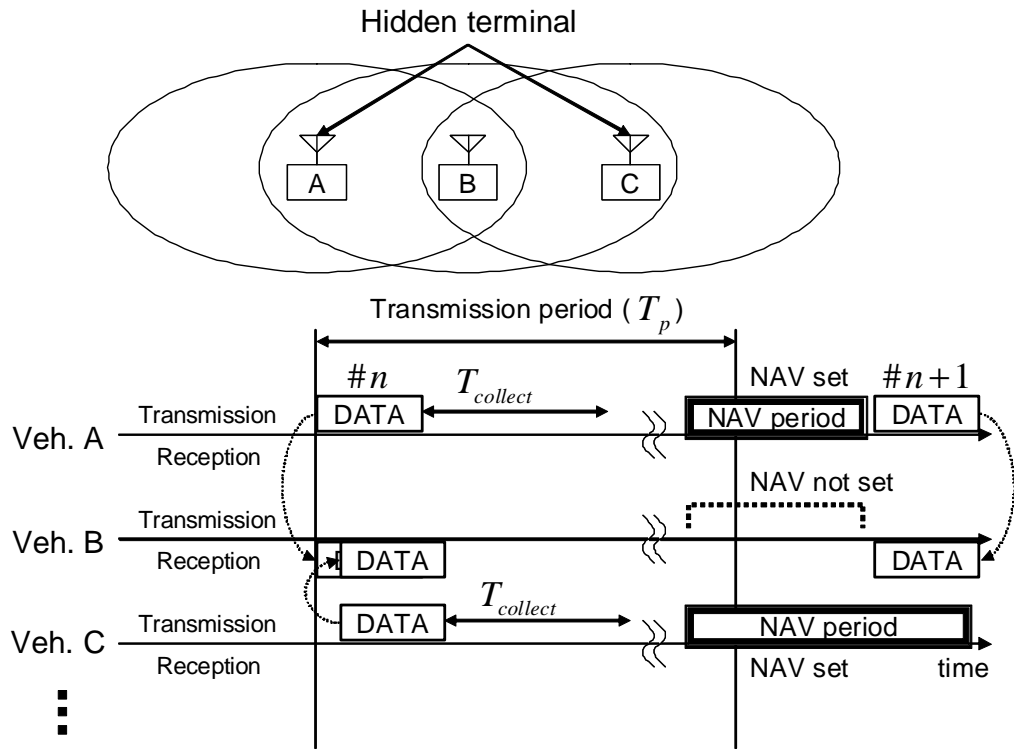 Hidden terminal
A
B
C
Transmission period ( T_p )
#n
T_collect
NAV set
#n+1
Transmission
DATA
NAV period
DATA
Veh. A
Reception
NAV not set
Transmission
Veh. B
Reception
DATA
DATA
T_collect
Transmission
DATA
NAV period
Veh. C
Reception
NAV set
time